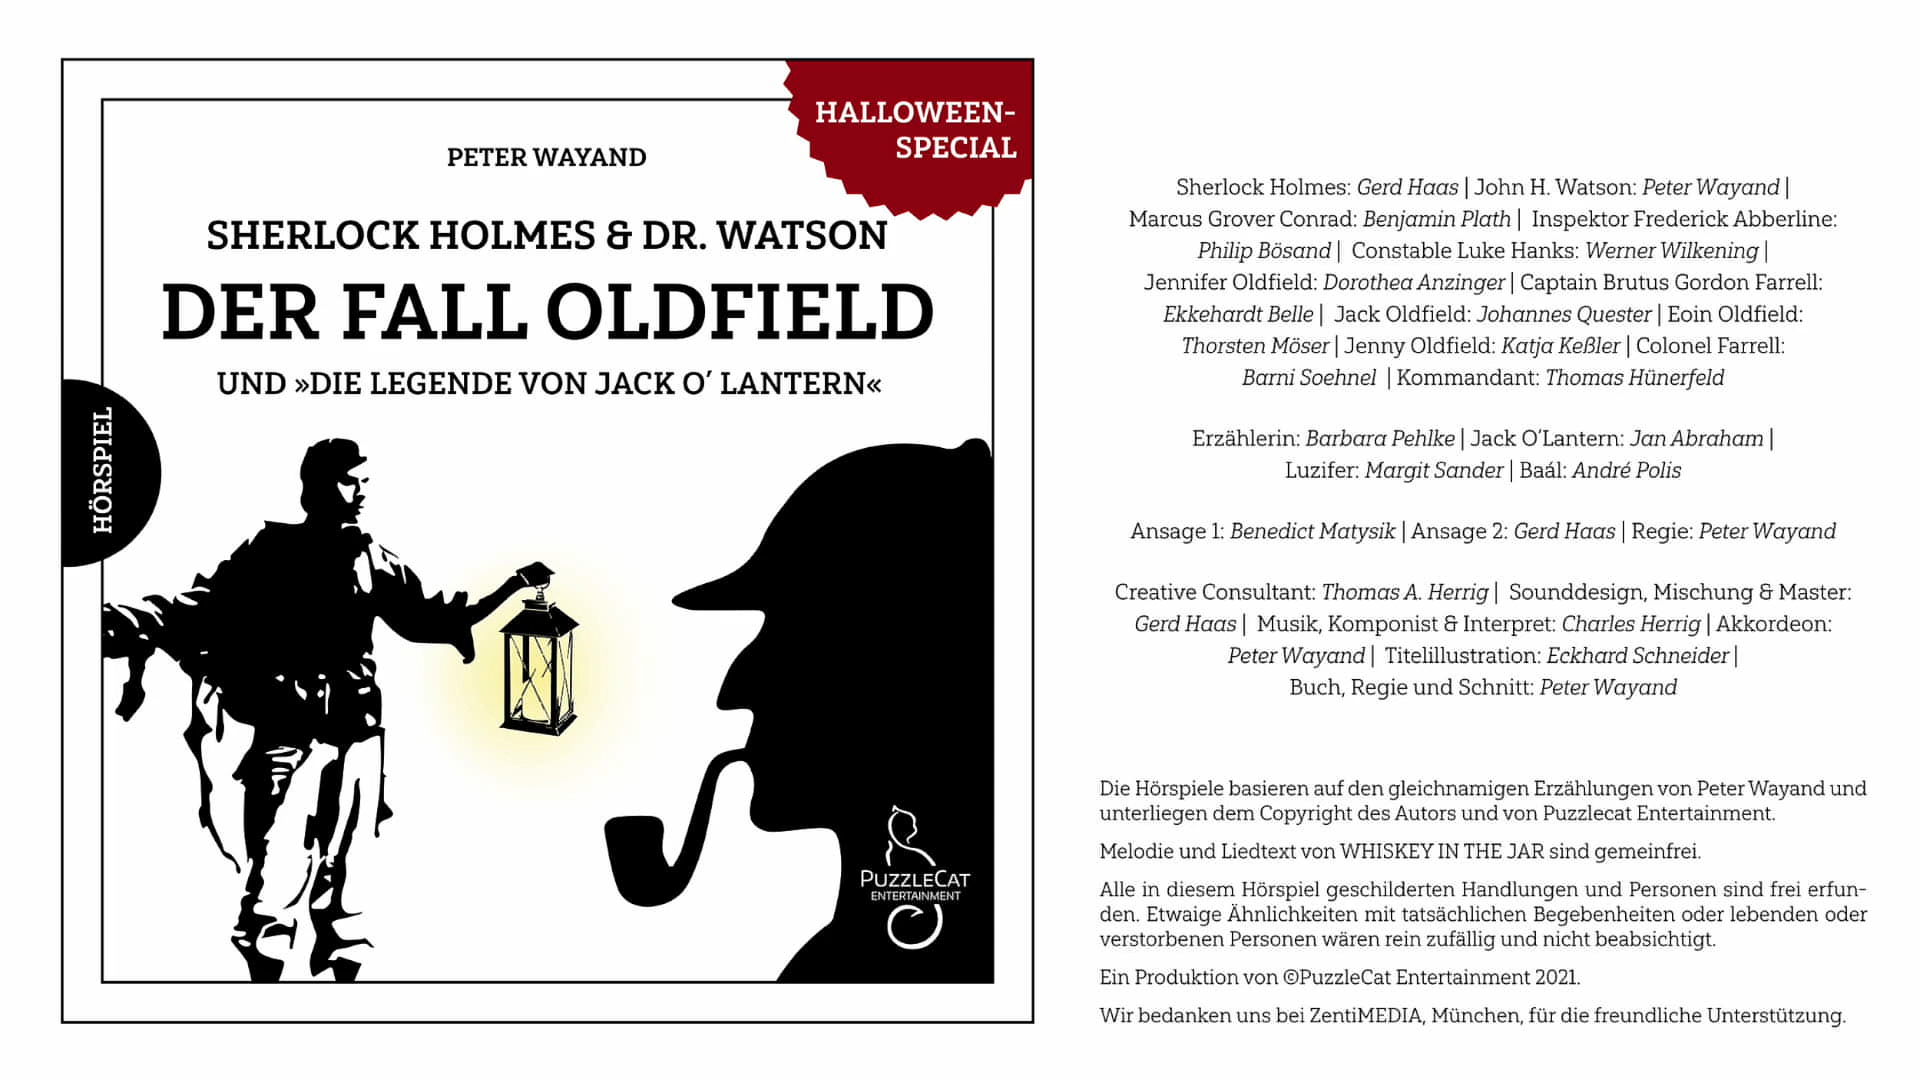 HALLOWEEN-
SPECIAL
PETER WAYAND
SHERLOCK HOLMES & DR. WATSON
DER FALL OLDFIELD
UND »DIE LEGENDE VON JACK O’ LANTERN«
HÖRSPIEL
PUZZLECAT
ENTERTAINMENT
Sherlock Holmes: Gerd Haas | John H. Watson: Peter Wayand |
Marcus Grover Conrad: Benjamin Plath | Inspektor Frederick Abberline:
Philip Bösand | Constable Luke Hanks: Werner Wilkening |
Jennifer Oldfield: Dorothea Anzinger | Captain Brutus Gordon Farrell:
Ekkehardt Belle | Jack Oldfield: Johannes Quester | Eoin Oldfield:
Thorsten Möser | Jenny Oldfield: Katja Keßler | Colonel Farrell:
Barni Soehnel | Kommandant: Thomas Hünerfeld
Erzählerin: Barbara Pehlke | Jack O’Lantern: Jan Abraham |
Luzifer: Margit Sander | Baál: André Polis
Ansage 1: Benedict Matysik | Ansage 2: Gerd Haas | Regie: Peter Wayand
Creative Consultant: Thomas A. Herrig | Sounddesign, Mischung & Master:
Gerd Haas | Musik, Komponist & Interpret: Charles Herrig | Akkordeon:
Peter Wayand | Titelillustration: Eckhard Schneider |
Buch, Regie und Schnitt: Peter Wayand
Die Hörspiele basieren auf den gleichnamigen Erzählungen von Peter Wayand und
unterliegen dem Copyright des Autors und von Puzzlecat Entertainment.
Melodie und Liedtext von WHISKEY IN THE JAR sind gemeinfrei.
Alle in diesem Hörspiel geschilderten Handlungen und Personen sind frei erfun-
den. Etwaige Ähnlichkeiten mit tatsächlichen Begebenheiten oder lebenden oder
verstorbenen Personen wären rein zufällig und nicht beabsichtigt.
Ein Produktion von ©PuzzleCat Entertainment 2021.
Wir bedanken uns bei ZentiMEDIA, München, für die freundliche Unterstützung.